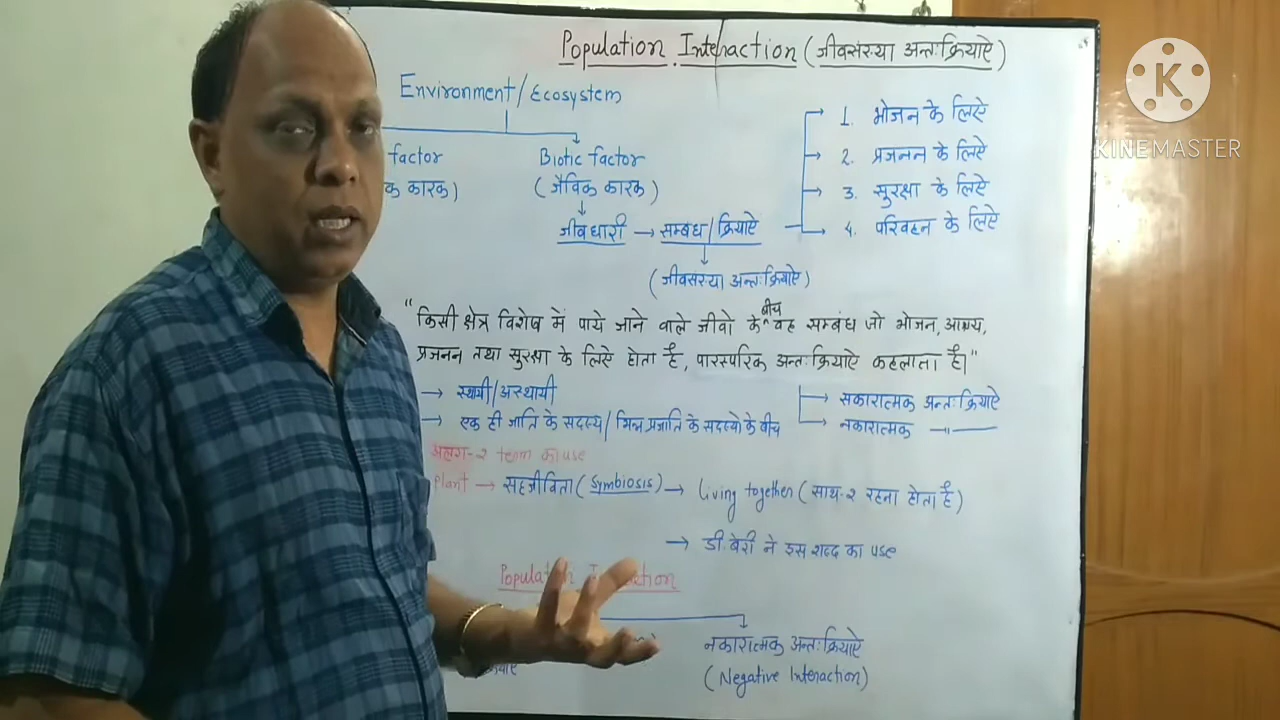 Population Interaction (जीवसंख्या अन्तःक्रियाऐ)
Environment/Ecosystem
factor
क कारक)
Biotic factor
(जैविक कारक)
जीवधारी → सम्बंध/क्रियाऐ
1. भोजन के लिऐ
2. प्रजनन के लिऐ
3. सुरक्षा के लिऐ
4. परिवहन के लिऐ
(जीवसंख्या अन्तःक्रियाऐ)
"किसी क्षेत्र विशेष में पाये जाने वाले जीवो के बीच वह सम्बंध जो भोजन, आश्रय,
प्रजनन तथा सुरक्षा के लिऐ होता है, पारस्परिक अन्तःक्रियाऐ कहलाता है।"
→ स्थायी/अस्थायी
→ एक ही जाति के सदस्य/भिन्न प्रजाति के सदस्यो के बीच
सकारात्मक अन्तःक्रियाऐ
नकारात्मक —"—
अलग-2 term का use
Plant → सहजीविता (Symbiosis) → Living together (साथ-2 रहना होता है)
→ डी. बेरी ने इस शब्द का use
Population Interaction
नकारात्मक अन्तःक्रियाऐ
(Negative Interaction)
K
KINEMASTER